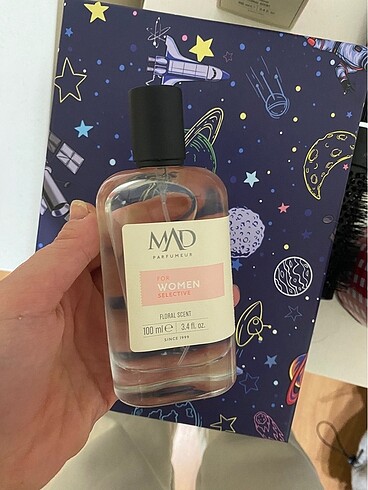 MAD
PARFUMEUR
FOR
WOMEN
SELECTIVE
FLORAL SCENT
100 ml ℮ 3.4 fl. oz.
SINCE 1999